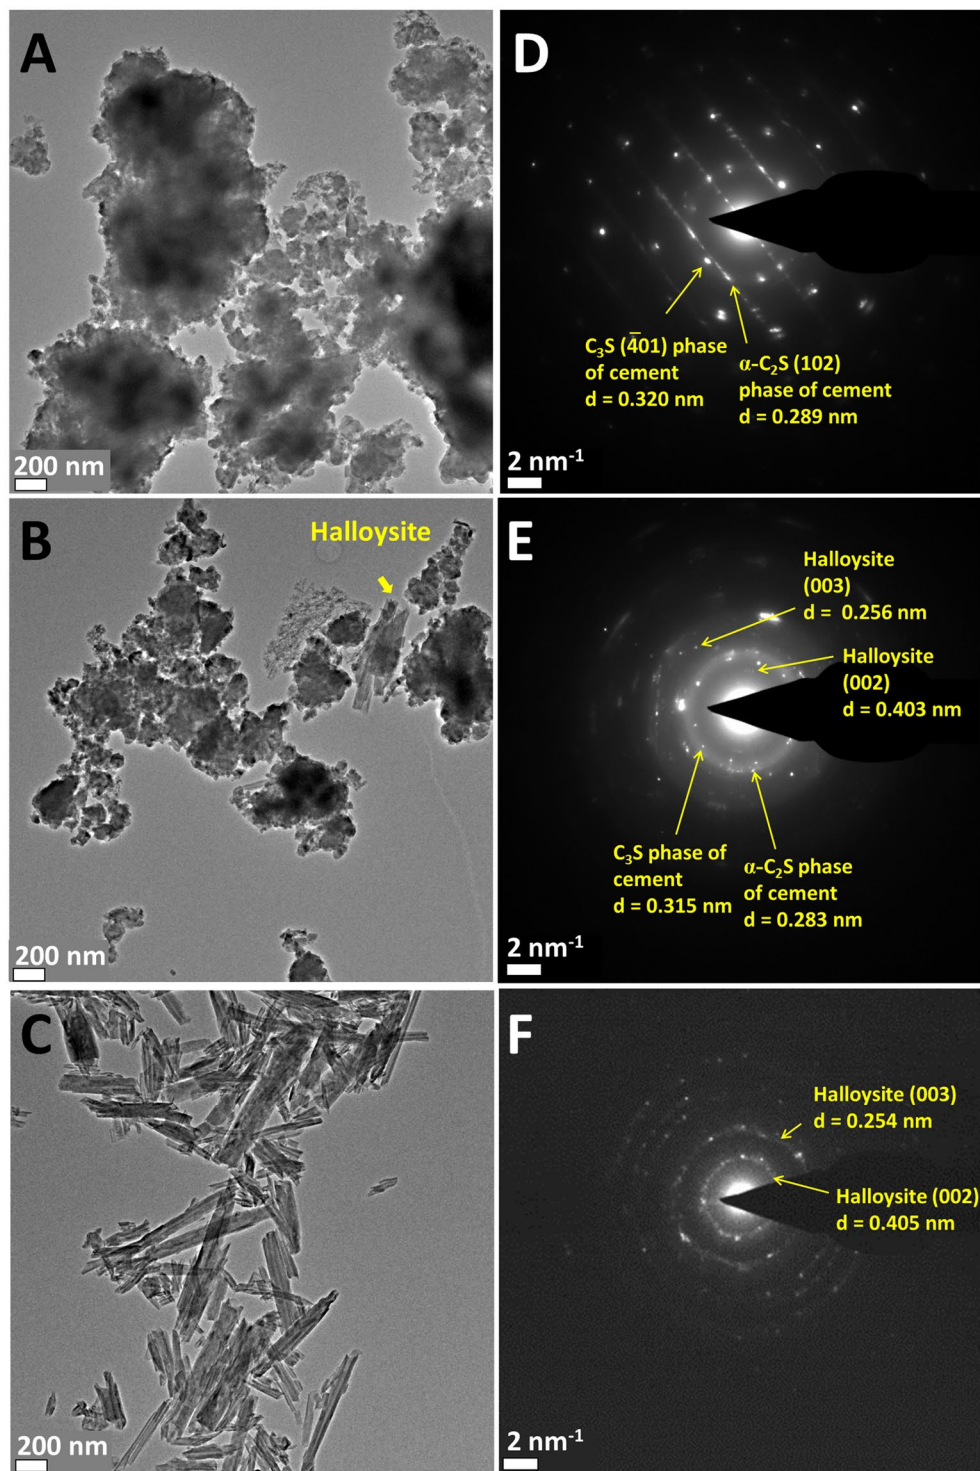 A
200 nm
D
C₃S (4̅01) phase
of cement
d = 0.320 nm
α-C₂S (102)
phase of cement
d = 0.289 nm
2 nm⁻¹
B
Halloysite
200 nm
E
Halloysite
(003)
d = 0.256 nm
Halloysite
(002)
d = 0.403 nm
C₃S phase of
cement
d = 0.315 nm
α-C₂S phase
of cement
d = 0.283 nm
2 nm⁻¹
C
200 nm
F
Halloysite (003)
d = 0.254 nm
Halloysite (002)
d = 0.405 nm
2 nm⁻¹